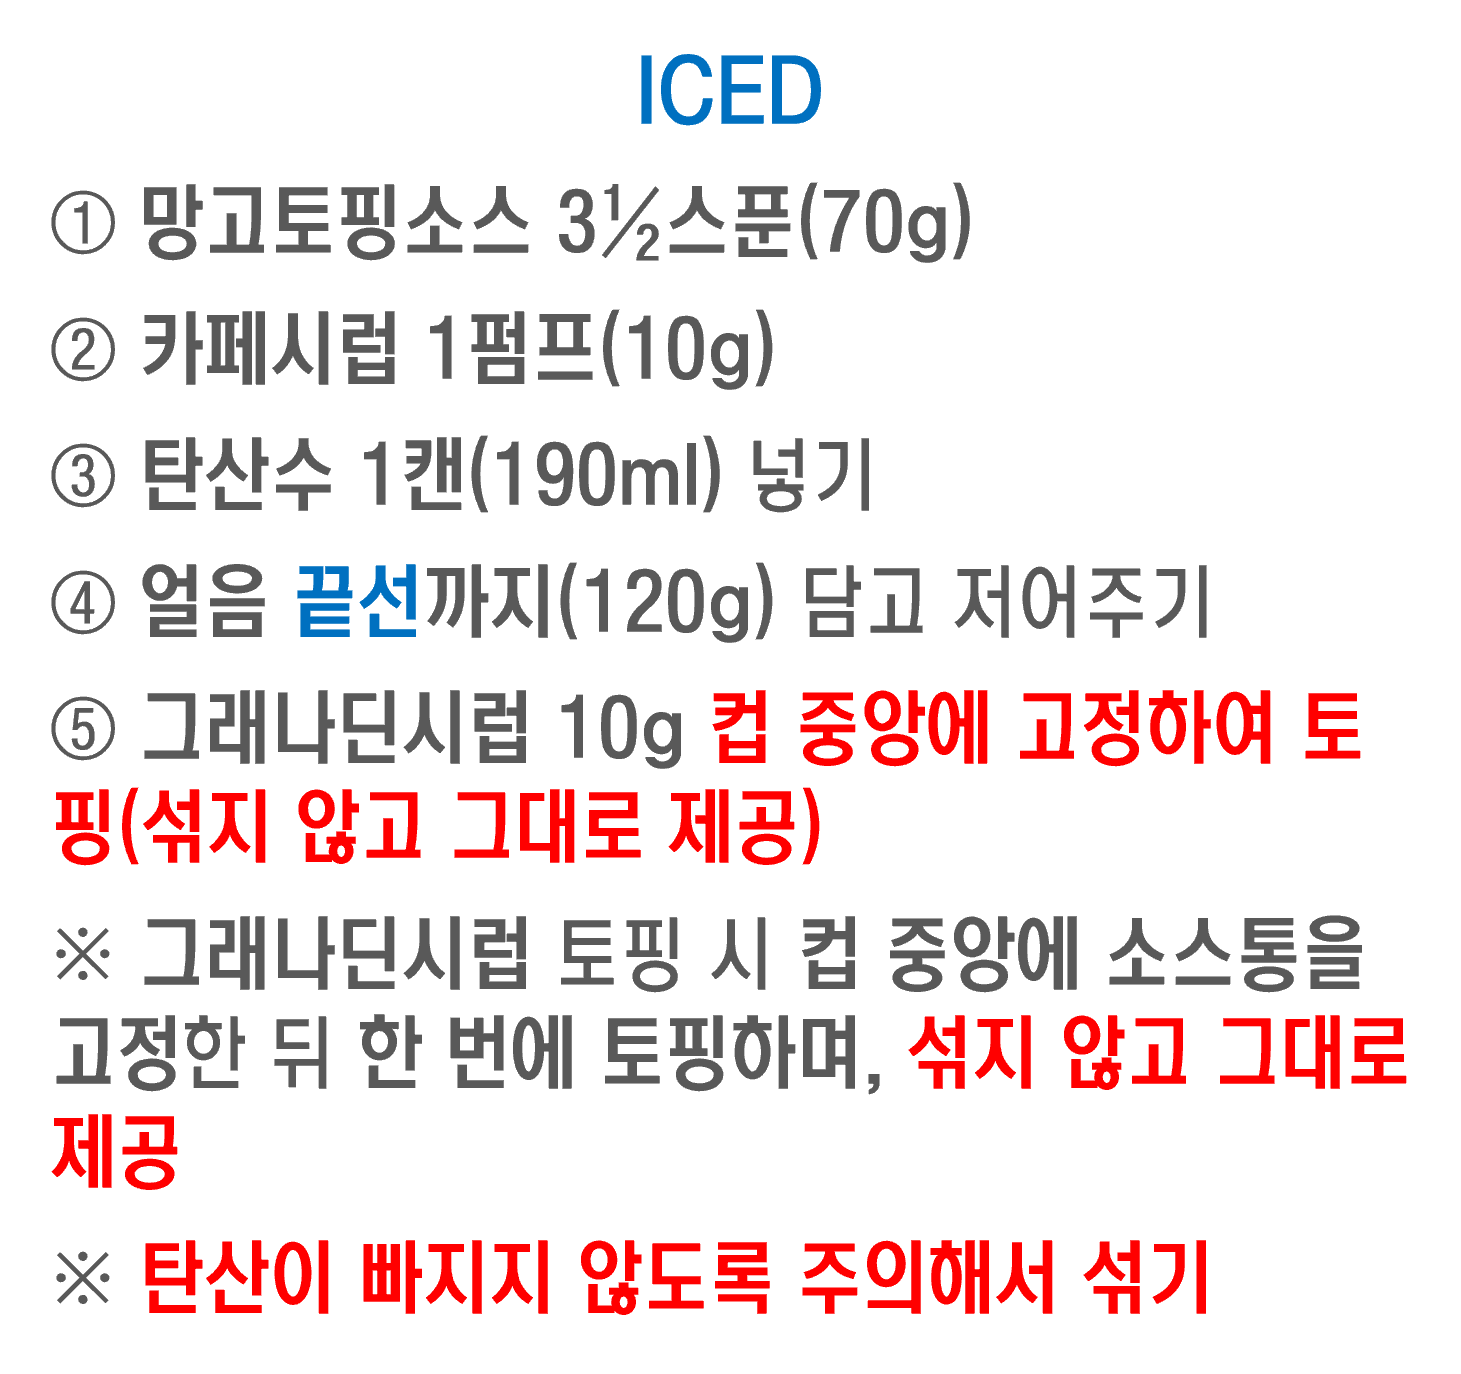 ICED
① 망고토핑소스 3½스푼(70g)
② 카페시럽 1펌프(10g)
③ 탄산수 1캔(190ml) 넣기
④ 얼음 끝선까지(120g) 담고 저어주기
⑤ 그래나딘시럽 10g 컵 중앙에 고정하여 토
핑(섞지 않고 그대로 제공)
※ 그래나딘시럽 토핑 시 컵 중앙에 소스통을
고정한 뒤 한 번에 토핑하며, 섞지 않고 그대로
제공
※ 탄산이 빠지지 않도록 주의해서 섞기